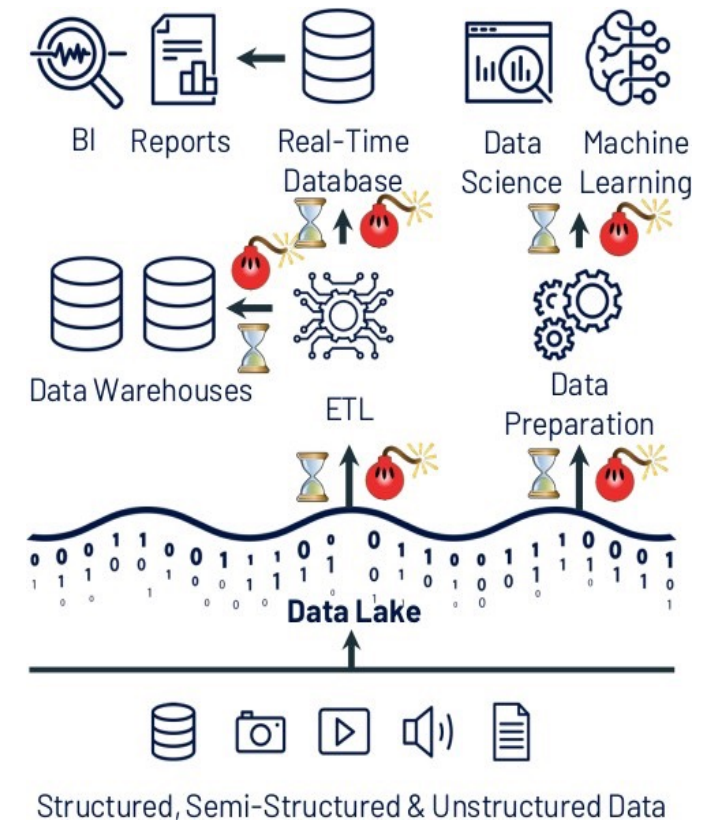 BI
Reports
Real-Time
Database
Data
Science
Machine
Learning
Data Warehouses
ETL
Data
Preparation
Data Lake
Structured, Semi-Structured & Unstructured Data